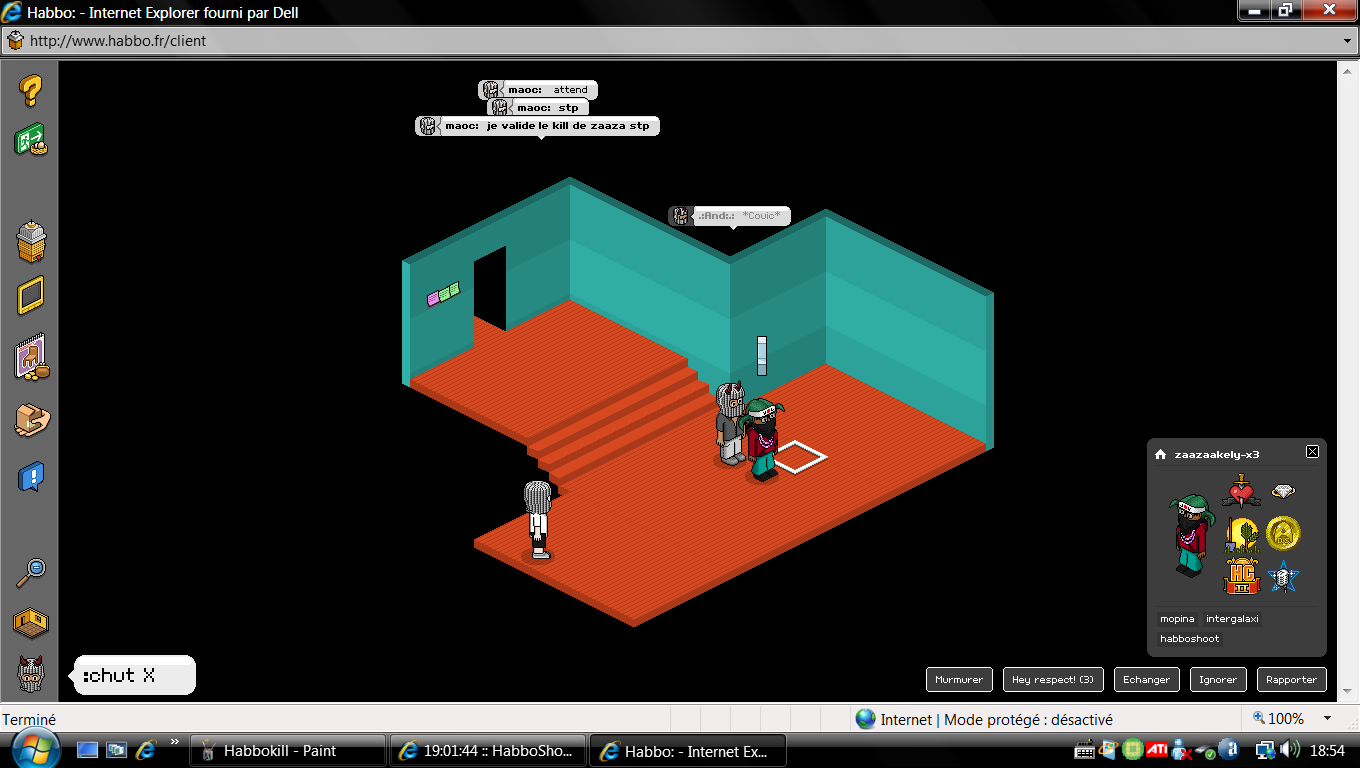 Habbo: - Internet Explorer fourni par Dell
http://www.habbo.fr/client
maoc: attend
maoc: stp
maoc: je valide le kill de zaaza stp
.:And:.: *Couic*
zaazaakely-x3
HC
mopina intergalaxi
habboshoot
:chut X
Murmurer Hey respect! (3) Echanger Ignorer Rapporter
Terminé Internet | Mode protégé : désactivé 100%
Habbokill - Paint 19:01:44 :: HabboSho... Habbo: - Internet Ex... ATI 18:54